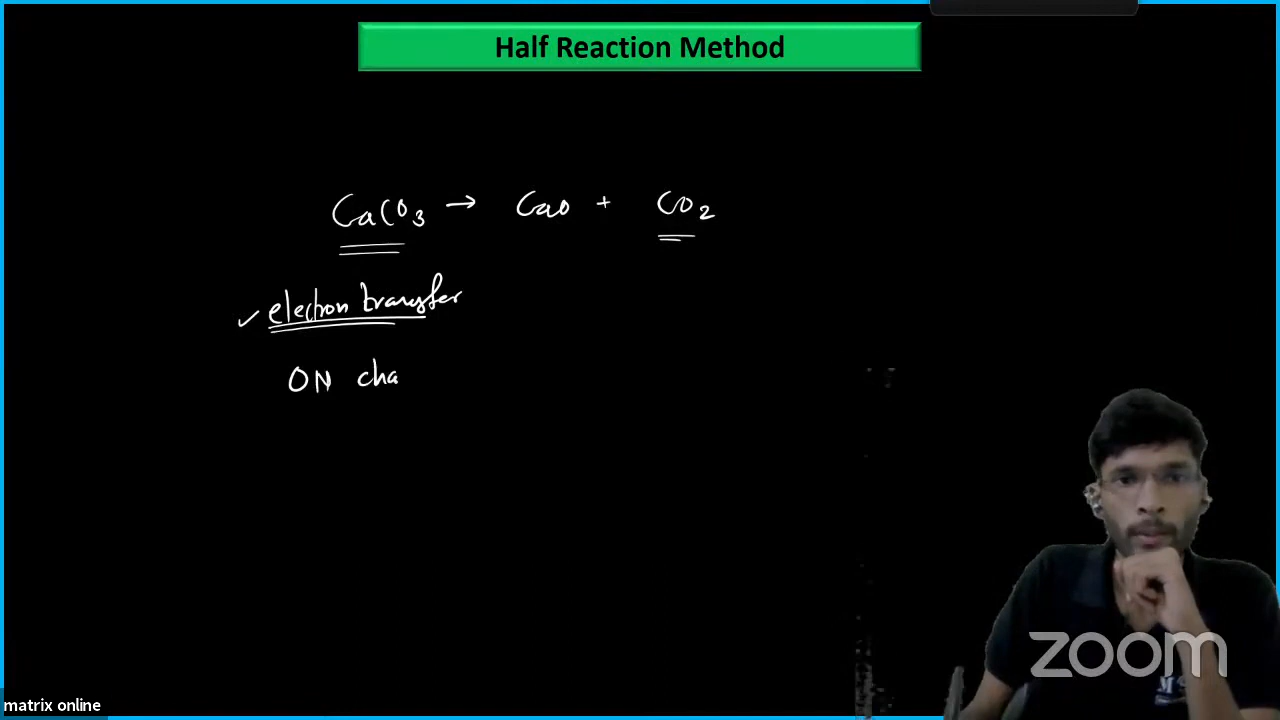 Half Reaction Method
CaCO3 → CaO + CO2
✓ electron transfer
ON cha
zoom
matrix online